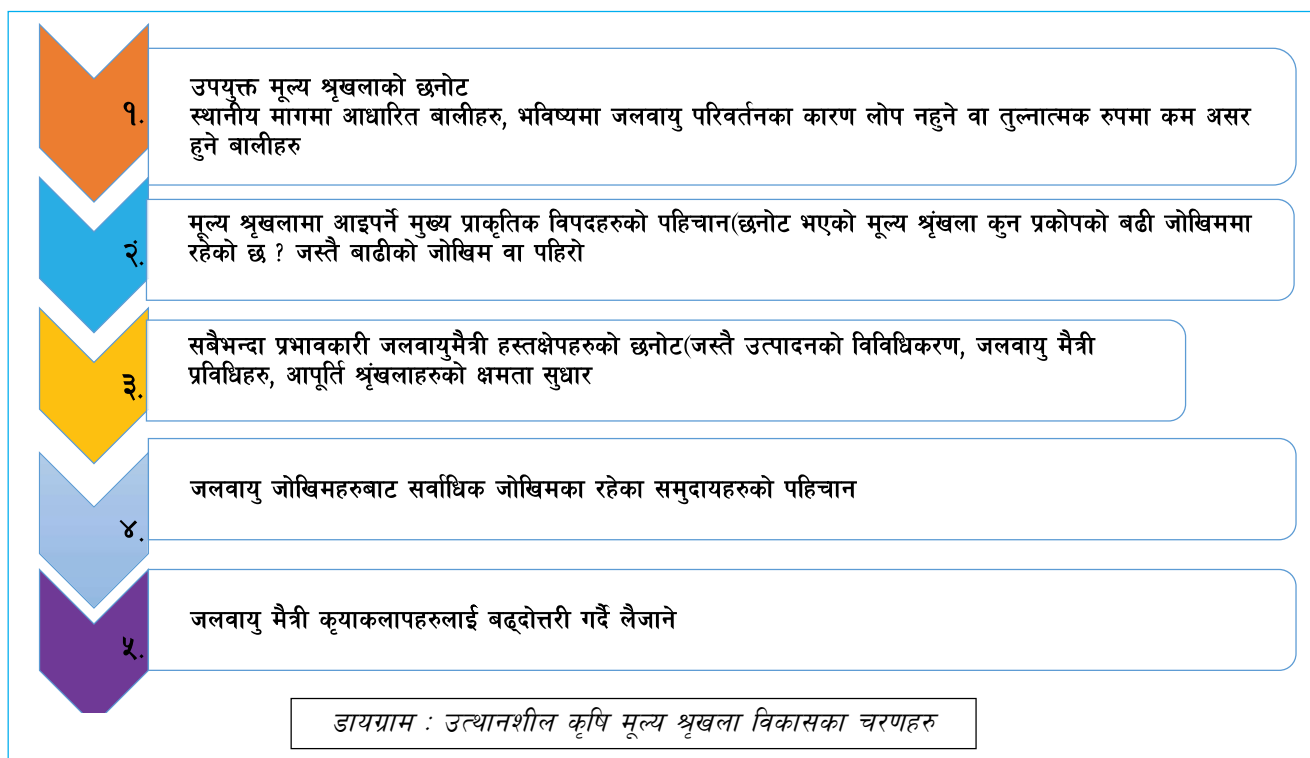 १.
उपयुक्त मूल्य श्रृखलाको छनोट
स्थानीय मागमा आधारित बालीहरु, भविष्यमा जलवायु परिवर्तनका कारण लोप नहुने वा तुल्नात्मक रुपमा कम असर
हुने बालीहरु
२.
मूल्य श्रृखलामा आइपर्ने मुख्य प्राकृतिक विपदहरुको पहिचान(छनोट भएको मूल्य श्रृंखला कुन प्रकोपको बढी जोखिममा
रहेको छ ? जस्तै बाढीको जोखिम वा पहिरो
३.
सबैभन्दा प्रभावकारी जलवायुमैत्री हस्तक्षेपहरुको छनोट(जस्तै उत्पादनको विविधिकरण, जलवायु मैत्री
प्रविधिहरु, आपूर्ति श्रृंखलाहरुको क्षमता सुधार
४.
जलवायु जोखिमहरुबाट सर्वाधिक जोखिमका रहेका समुदायहरुको पहिचान
५.
जलवायु मैत्री कृयाकलापहरुलाई बढ्दोत्तरी गर्दै लैजाने
डायग्राम : उत्थानशील कृषि मूल्य श्रृखला विकासका चरणहरु